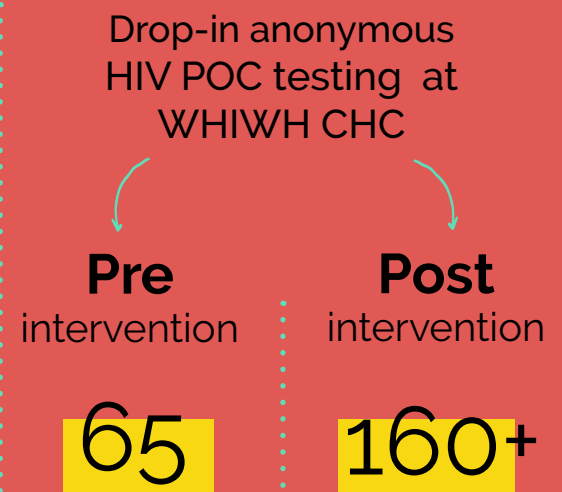 Drop-in anonymous
HIV POC testing at
WHIWH CHC
Pre
intervention
65
Post
intervention
160+